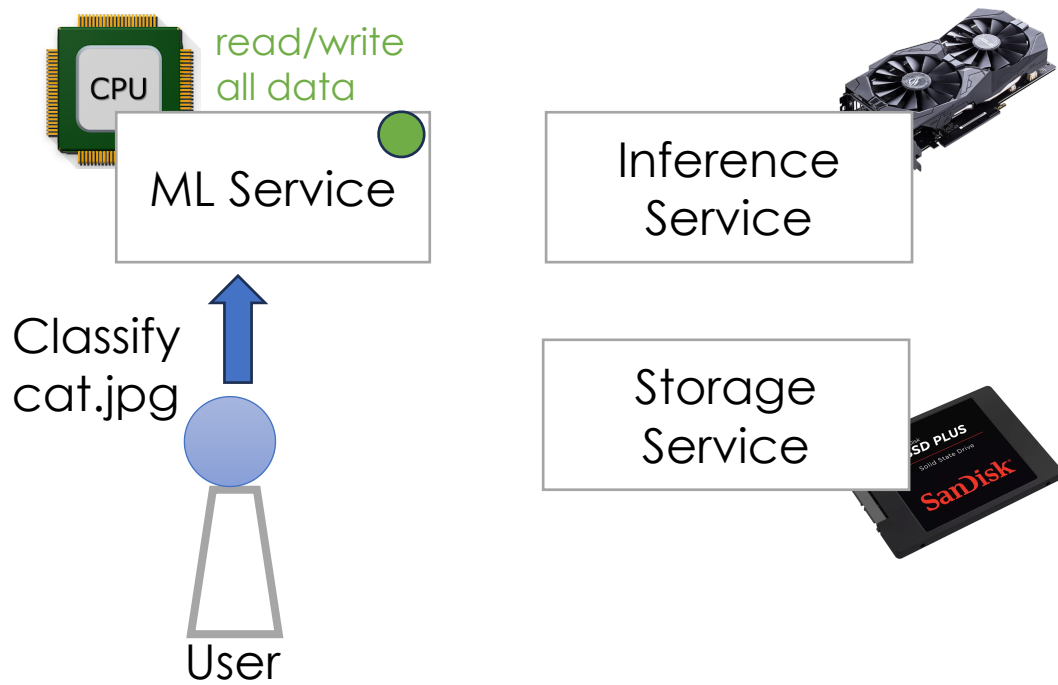 CPU
read/write
all data
ML Service
Inference
Service
Classify
cat.jpg
Storage
Service
SSD PLUS
Solid State Drive
SanDisk
User